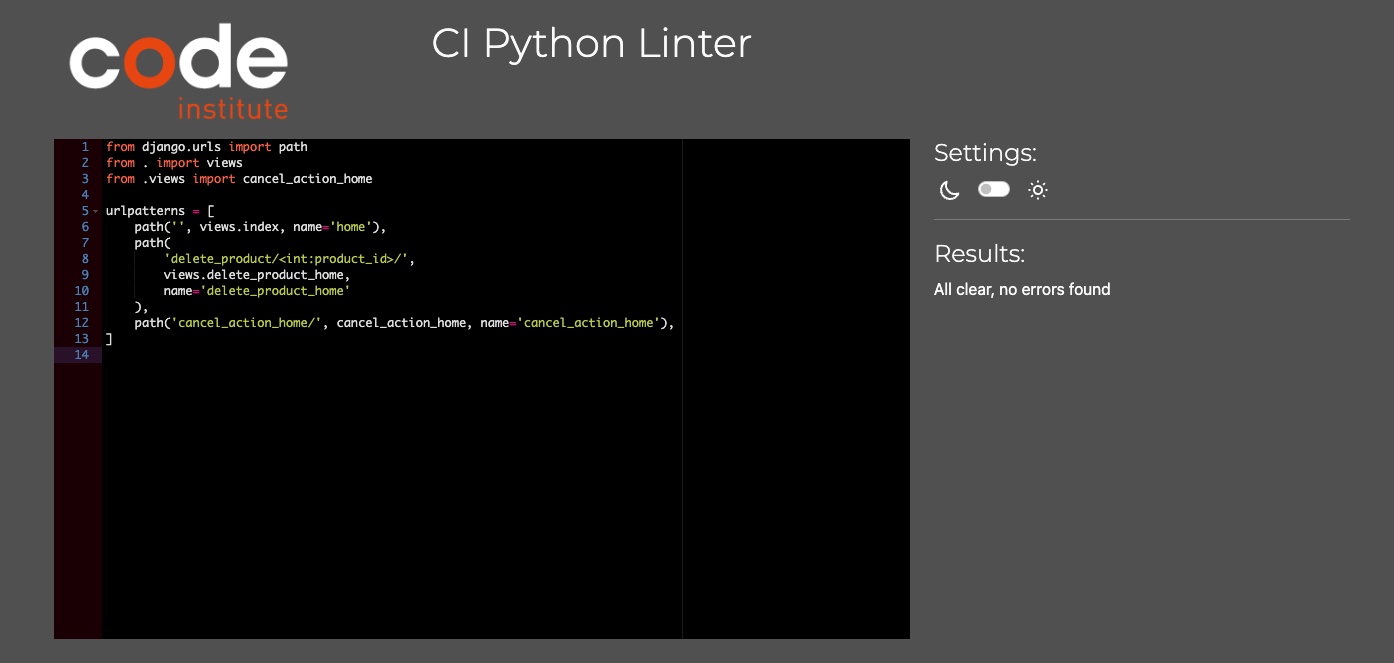 code
institute
CI Python Linter
1 from django.urls import path
2 from . import views
3 from .views import cancel_action_home
4
5 urlpatterns = [
6     path('', views.index, name='home'),
7     path(
8         'delete_product/<int:product_id>/',
9         views.delete_product_home,
10         name='delete_product_home'
11     ),
12     path('cancel_action_home/', cancel_action_home, name='cancel_action_home'),
13 ]
14
Settings:
Results:
All clear, no errors found